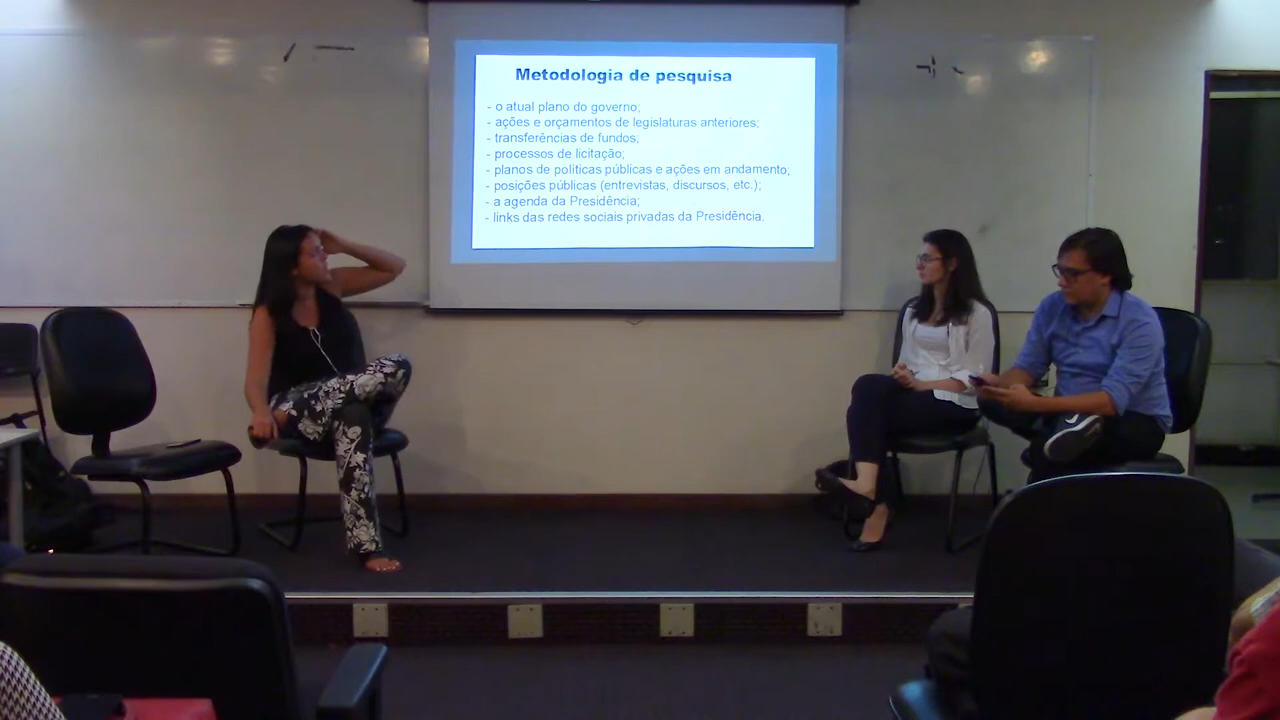 Metodologia de pesquisa
- o atual plano do governo;
- ações e orçamentos de legislaturas anteriores;
- transferências de fundos;
- processos de licitação;
- planos de políticas públicas e ações em andamento;
- posições públicas (entrevistas, discursos, etc.);
- a agenda da Presidência;
- links das redes sociais privadas da Presidência.